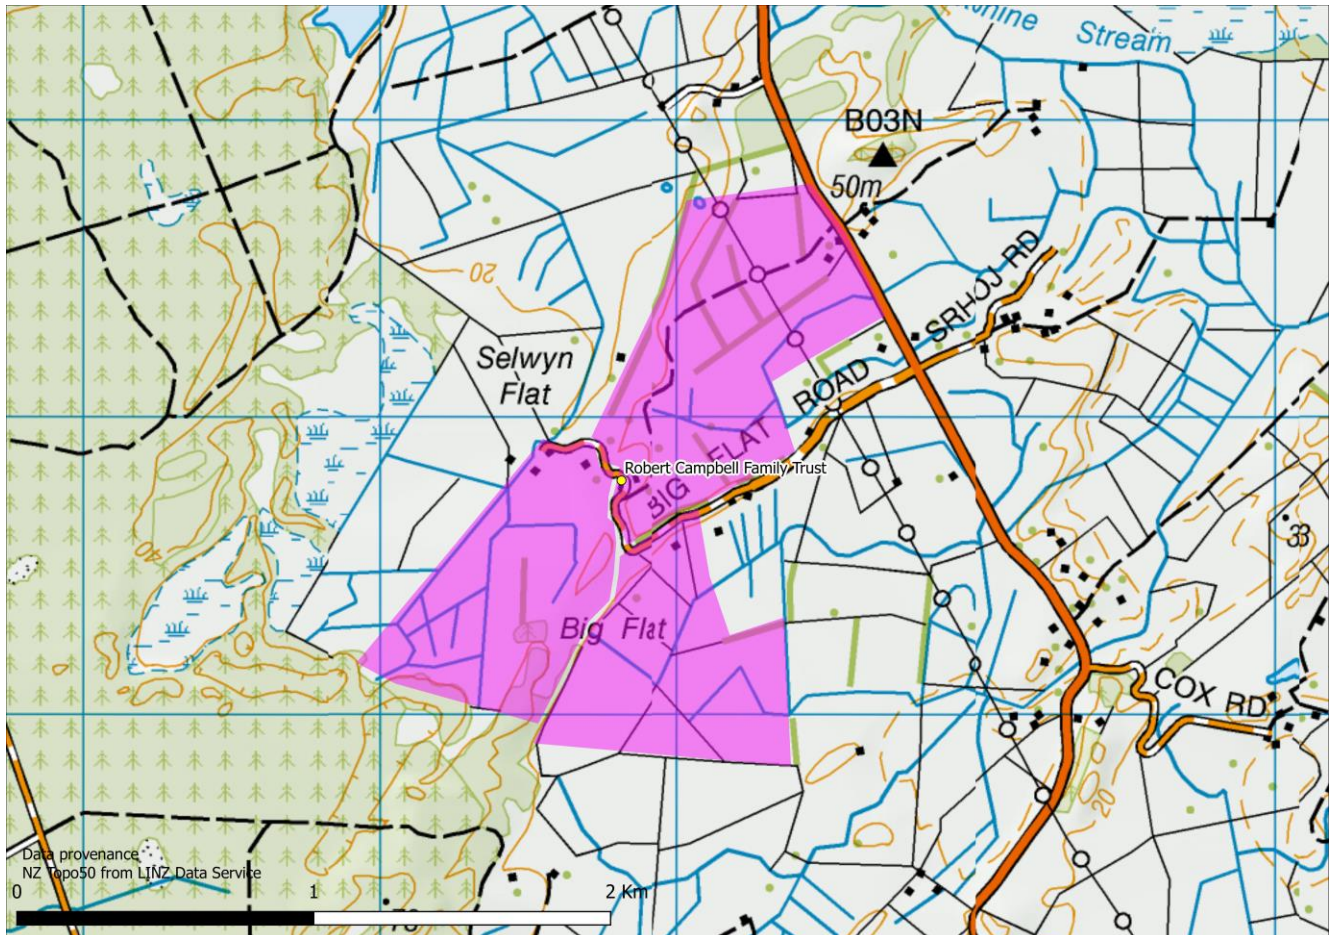 Stream
B03N
50m
20
SRHOJ RD
Selwyn
Flat
BIG FLAT ROAD
Robert Campbell Family Trust
33
40
Big Flat
COX RD
20
Data provenance
NZ Topo50 from LINZ Data Service
0 1 2 Km